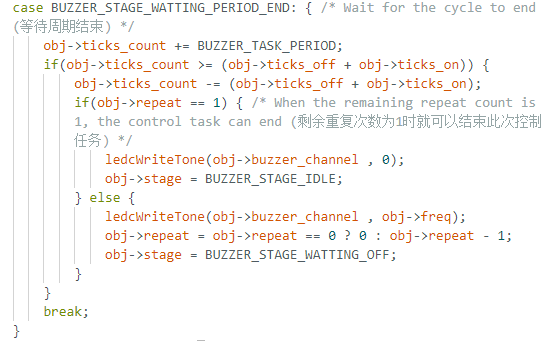 case BUZZER_STAGE_WATTING_PERIOD_END: { /* Wait for the cycle to end
(等待周期结束) */
obj->ticks_count += BUZZER_TASK_PERIOD;
if(obj->ticks_count >= (obj->ticks_off + obj->ticks_on)) {
obj->ticks_count -= (obj->ticks_off + obj->ticks_on);
if(obj->repeat == 1) { /* When the remaining repeat count is
1, the control task can end (剩余重复次数为1时就可以结束此次控制
任务) */
ledcWriteTone(obj->buzzer_channel , 0);
obj->stage = BUZZER_STAGE_IDLE;
} else {
ledcWriteTone(obj->buzzer_channel , obj->freq);
obj->repeat = obj->repeat == 0 ? 0 : obj->repeat - 1;
obj->stage = BUZZER_STAGE_WATTING_OFF;
}
}
break;
}